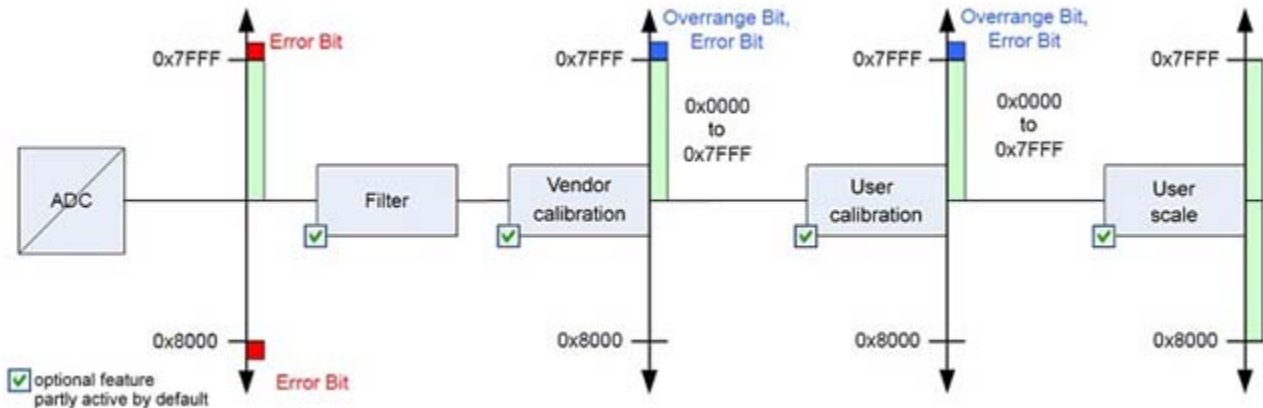 Error Bit
0x7FFF
Overrange Bit,
Error Bit
0x7FFF
Overrange Bit,
Error Bit
0x7FFF
0x7FFF
0x0000
to
0x7FFF
0x0000
to
0x7FFF
ADC
Filter
Vendor
calibration
User
calibration
User
scale
0x8000
0x8000
0x8000
0x8000
Error Bit
optional feature
partly active by default